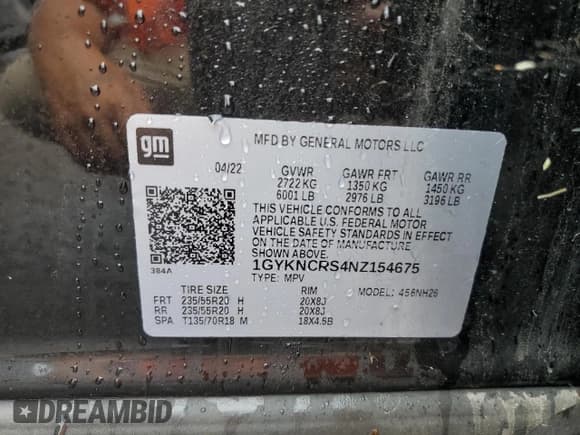 gm
MFD BY GENERAL MOTORS LLC
04/22
GVWR GAWR FRT GAWR RR
2722 KG 1350 KG 1450 KG
6001 LB 2976 LB 3196 LB
THIS VEHICLE CONFORMS TO ALL
APPLICABLE U.S. FEDERAL MOTOR
VEHICLE SAFETY STANDARDS IN EFFECT
ON THE DATE OF MANUFACTURE
SHOWN ABOVE.
384A
1GYKNCRS4NZ154675
TYPE: MPV MODEL: 456NH26
TIRE SIZE RIM
FRT 235/55R20 H 20X8J
RR 235/55R20 H 20X8J
SPA T135/70R18 M 18X4.5B
DREAMBID